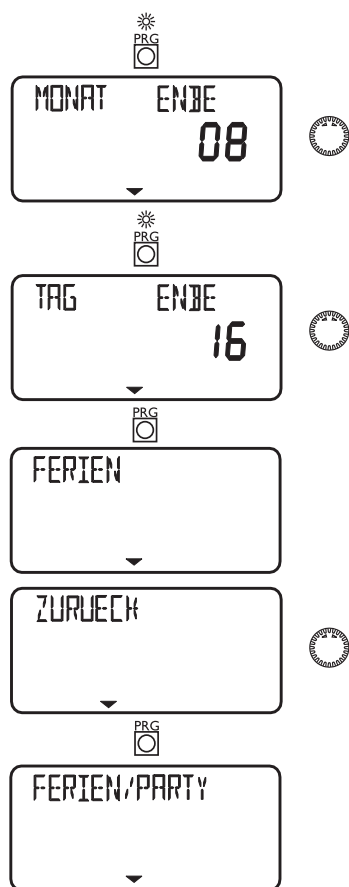 PRG
MONAT ENDE
08
PRG
TAG ENDE
16
PRG
FERIEN
ZURUECK
PRG
FERIEN/PARTY